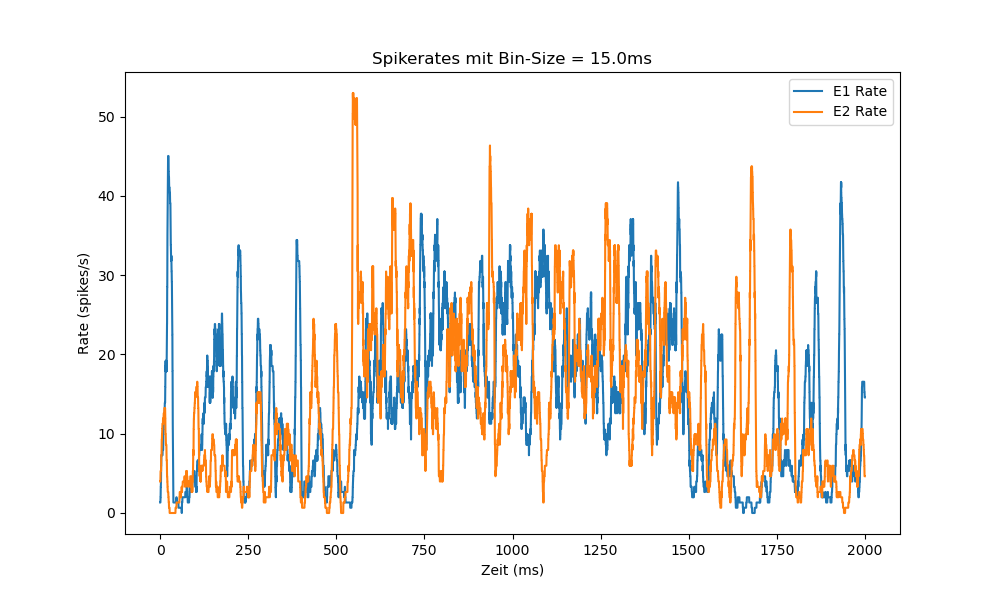 Spikerates mit Bin-Size = 15.0ms
E1 Rate
E2 Rate
50
40
30
20
10
0
Rate (spikes/s)
0 250 500 750 1000 1250 1500 1750 2000
Zeit (ms)